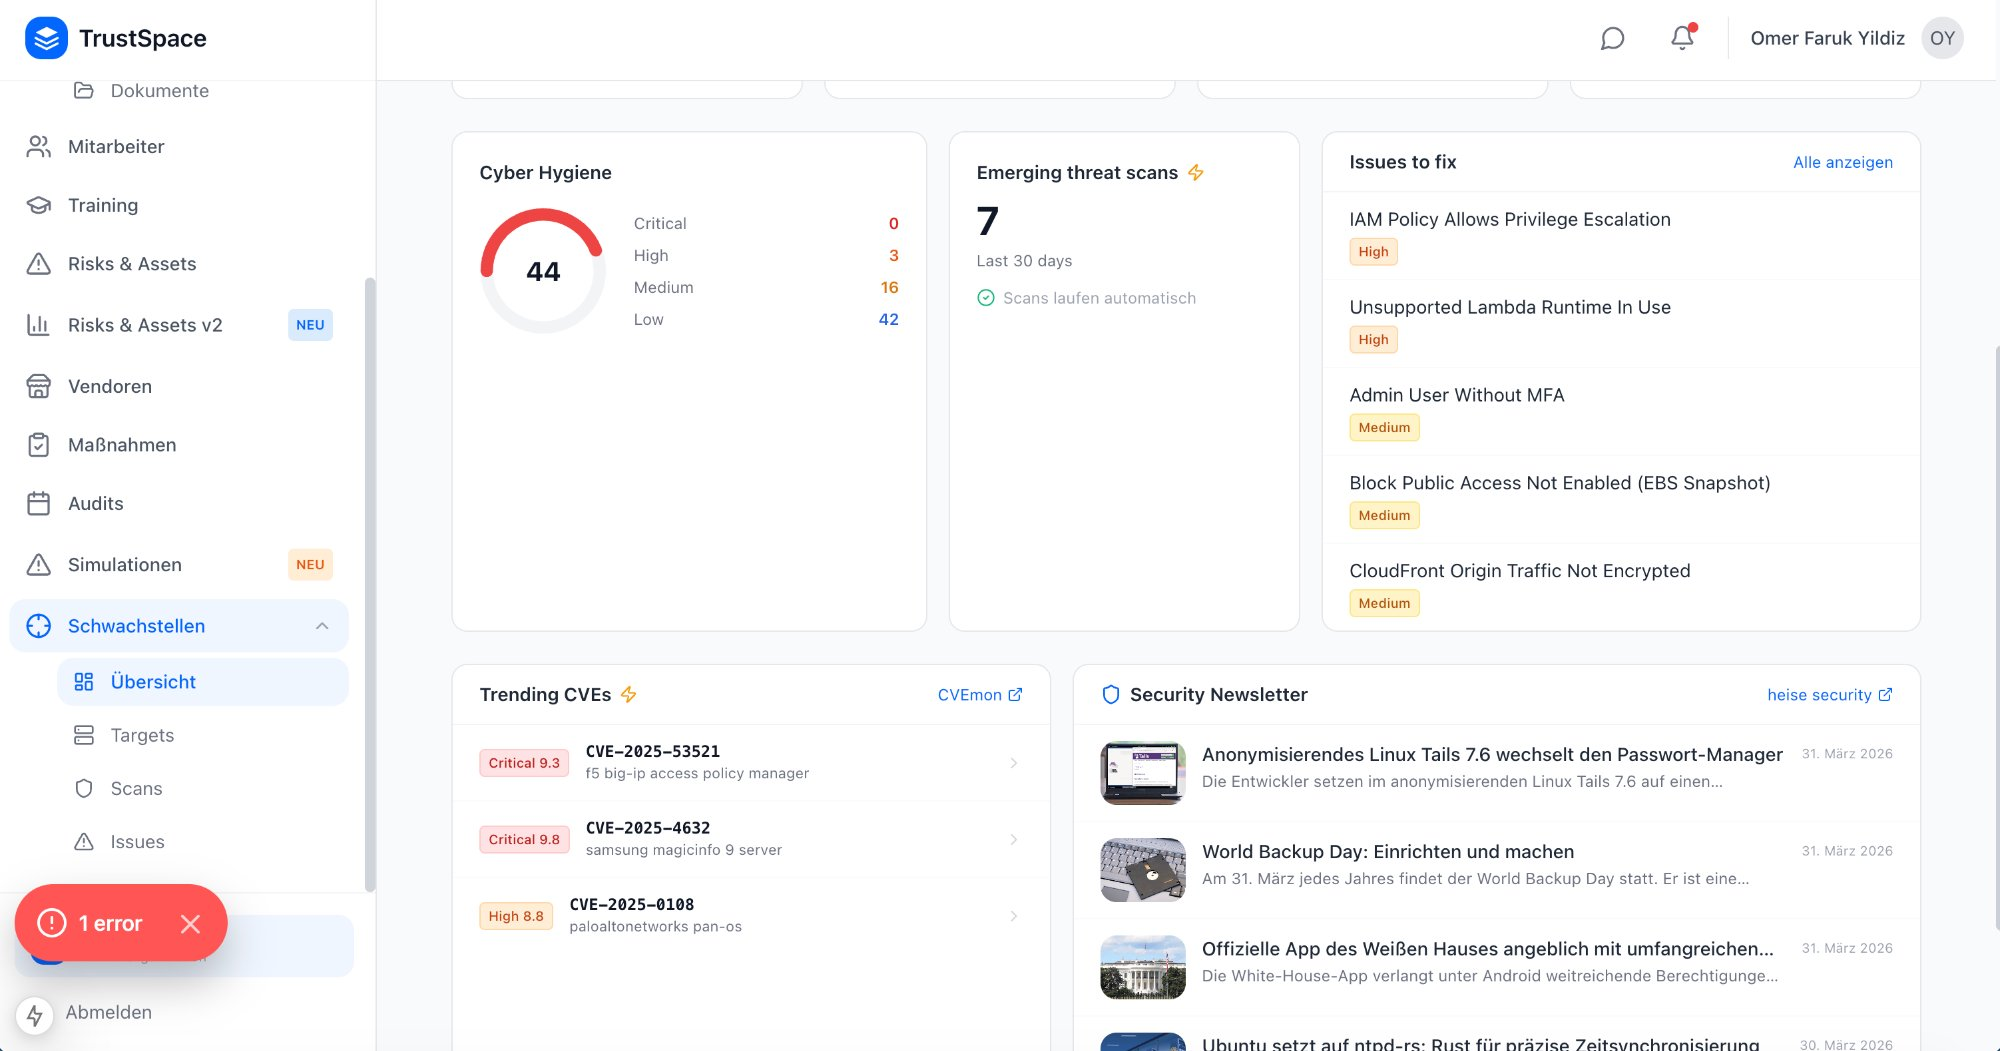 TrustSpace
Omer Faruk Yildiz
OY
Dokumente
Mitarbeiter
Training
Risks & Assets
Risks & Assets v2
NEU
Vendoren
Maßnahmen
Audits
Simulationen
NEU
Schwachstellen
Übersicht
Targets
Scans
Issues
1 error
Abmelden
Cyber Hygiene
44
Critical 0
High 3
Medium 16
Low 42
Emerging threat scans
7
Last 30 days
Scans laufen automatisch
Issues to fix
Alle anzeigen
IAM Policy Allows Privilege Escalation
High
Unsupported Lambda Runtime In Use
High
Admin User Without MFA
Medium
Block Public Access Not Enabled (EBS Snapshot)
Medium
CloudFront Origin Traffic Not Encrypted
Medium
Trending CVEs
CVEmon
Critical 9.3
CVE-2025-53521
f5 big-ip access policy manager
Critical 9.8
CVE-2025-4632
samsung magicinfo 9 server
High 8.8
CVE-2025-0108
paloaltonetworks pan-os
Security Newsletter
heise security
Anonymisierendes Linux Tails 7.6 wechselt den Passwort-Manager
31. März 2026
Die Entwickler setzen im anonymisierenden Linux Tails 7.6 auf einen...
World Backup Day: Einrichten und machen
31. März 2026
Am 31. März jedes Jahres findet der World Backup Day statt. Er ist eine...
Offizielle App des Weißen Hauses angeblich mit umfangreichen...
31. März 2026
Die White-House-App verlangt unter Android weitreichende Berechtigunge...
Ubuntu setzt auf ntpd-rs: Rust für präzise Zeitsynchronisierung
30. März 2026